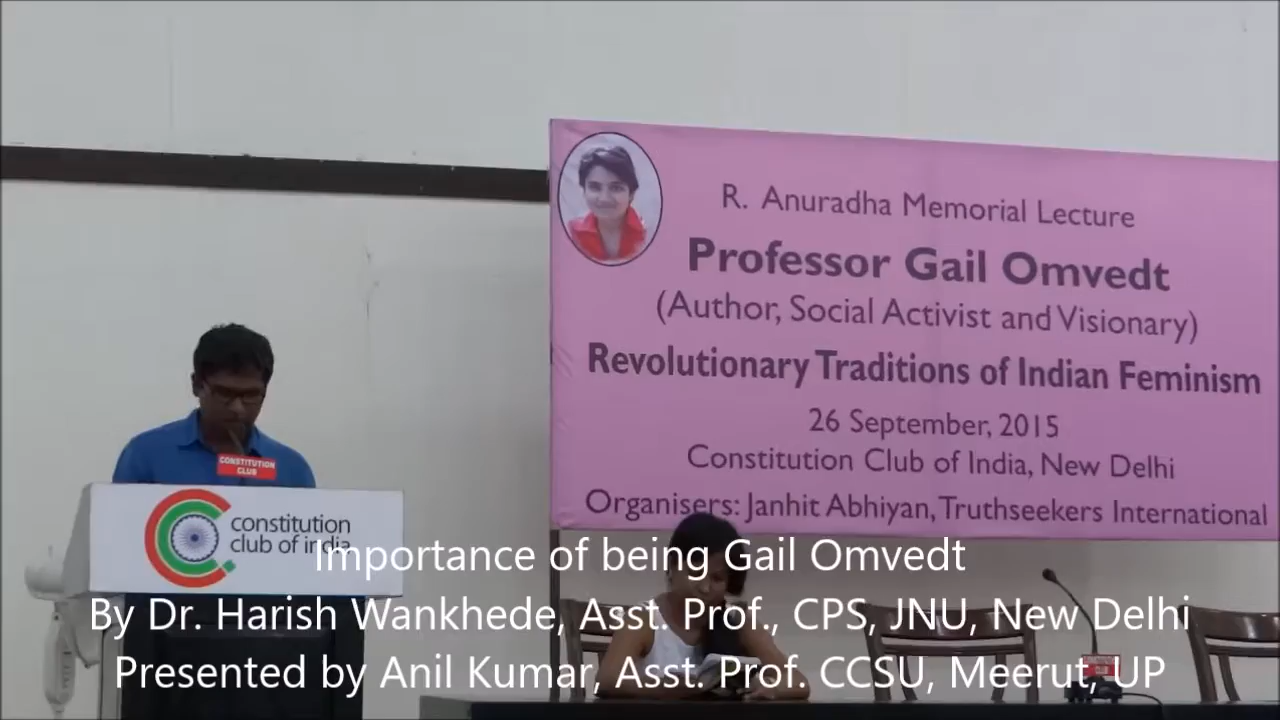 R. Anuradha Memorial Lecture
Professor Gail Omvedt
(Author, Social Activist and Visionary)
Revolutionary Traditions of Indian Feminism
26 September, 2015
Constitution Club of India, New Delhi
Organisers: Janhit Abhiyan, Truthseekers International
CONSTITUTION
CLUB
constitution
club of india
Importance of being Gail Omvedt
By Dr. Harish Wankhede, Asst. Prof., CPS, JNU, New Delhi
Presented by Anil Kumar, Asst. Prof. CCSU, Meerut, UP